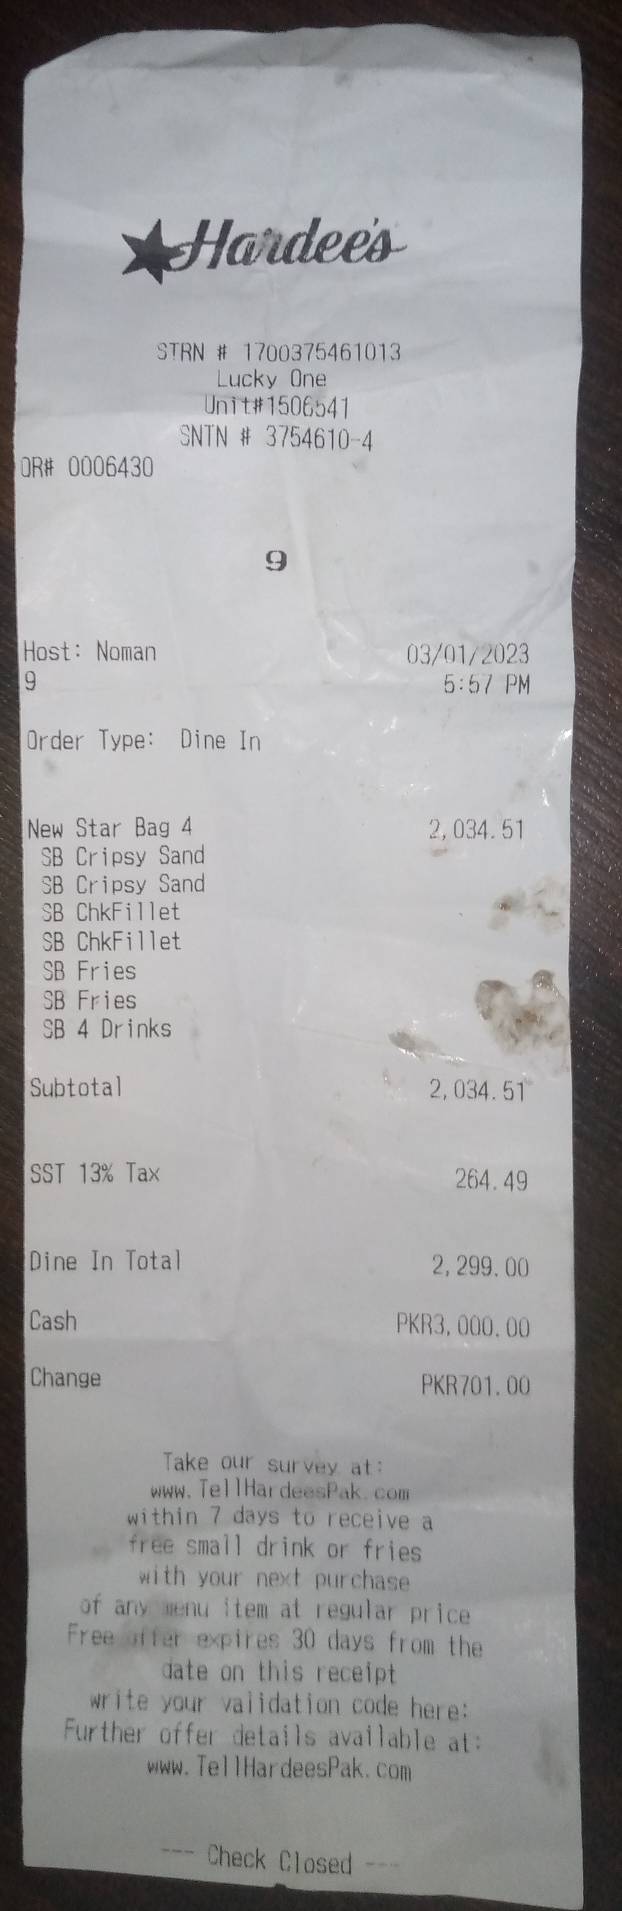 Hardee's
STRN # 1700375461013
Lucky One
Unit#1506541
SNTN # 3754610-4
OR# 0006430
9
Host: Noman 03/01/2023
9 5:57 PM
Order Type: Dine In
New Star Bag 4 2,034.51
SB Cripsy Sand
SB Cripsy Sand
SB ChkFillet
SB ChkFillet
SB Fries
SB Fries
SB 4 Drinks
Subtotal 2,034.51
SST 13% Tax 264.49
Dine In Total 2,299.00
Cash PKR3,000.00
Change PKR701.00
Take our survey at:
www.TellHardeesPak.com
within 7 days to receive a
free small drink or fries
with your next purchase
of any menu item at regular price
Free offer expires 30 days from the
date on this receipt
write your validation code here:
Further offer details available at:
www.TellHardeesPak.com
--- Check Closed ---